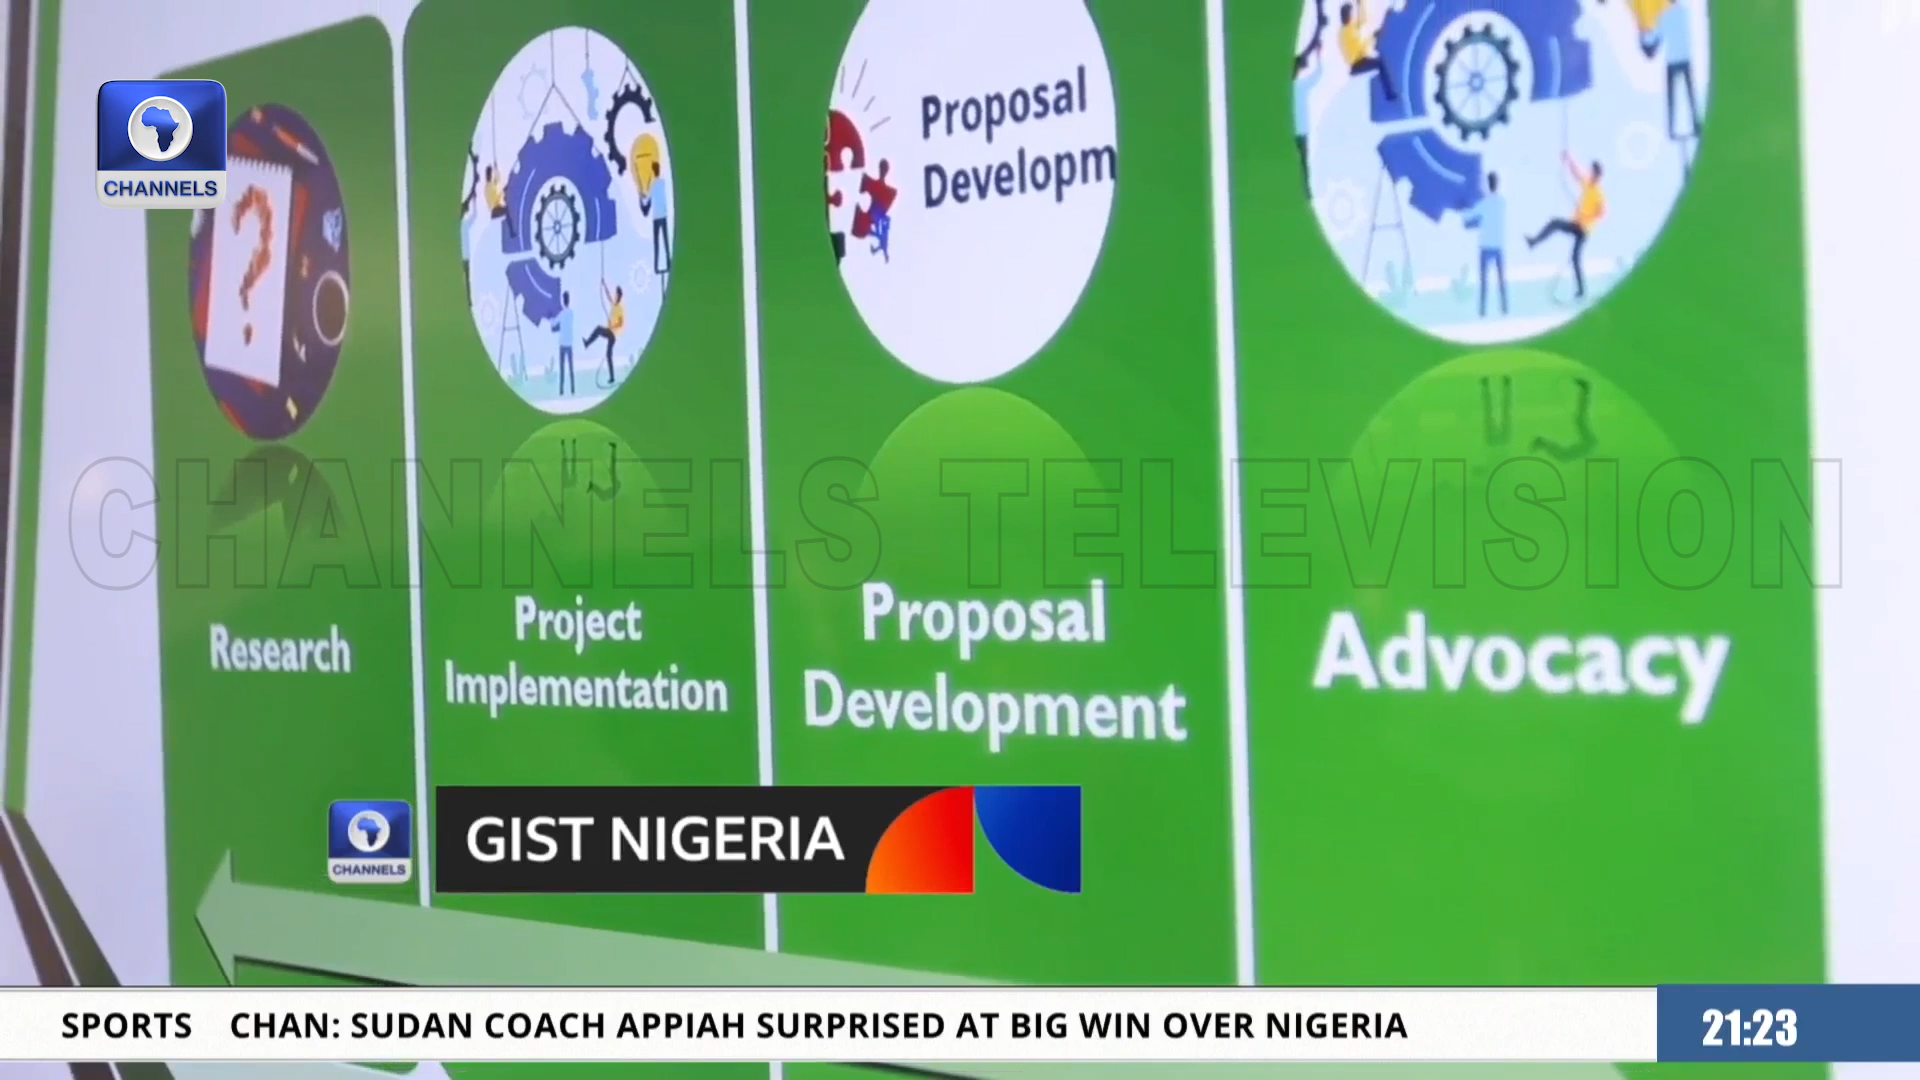 CHANNELS
Proposal
Developm
CHANNELS TELEVISION
Research
Project
Implementation
Proposal
Development
Advocacy
CHANNELS
GIST NIGERIA
SPORTS CHAN: SUDAN COACH APPIAH SURPRISED AT BIG WIN OVER NIGERIA
21:23